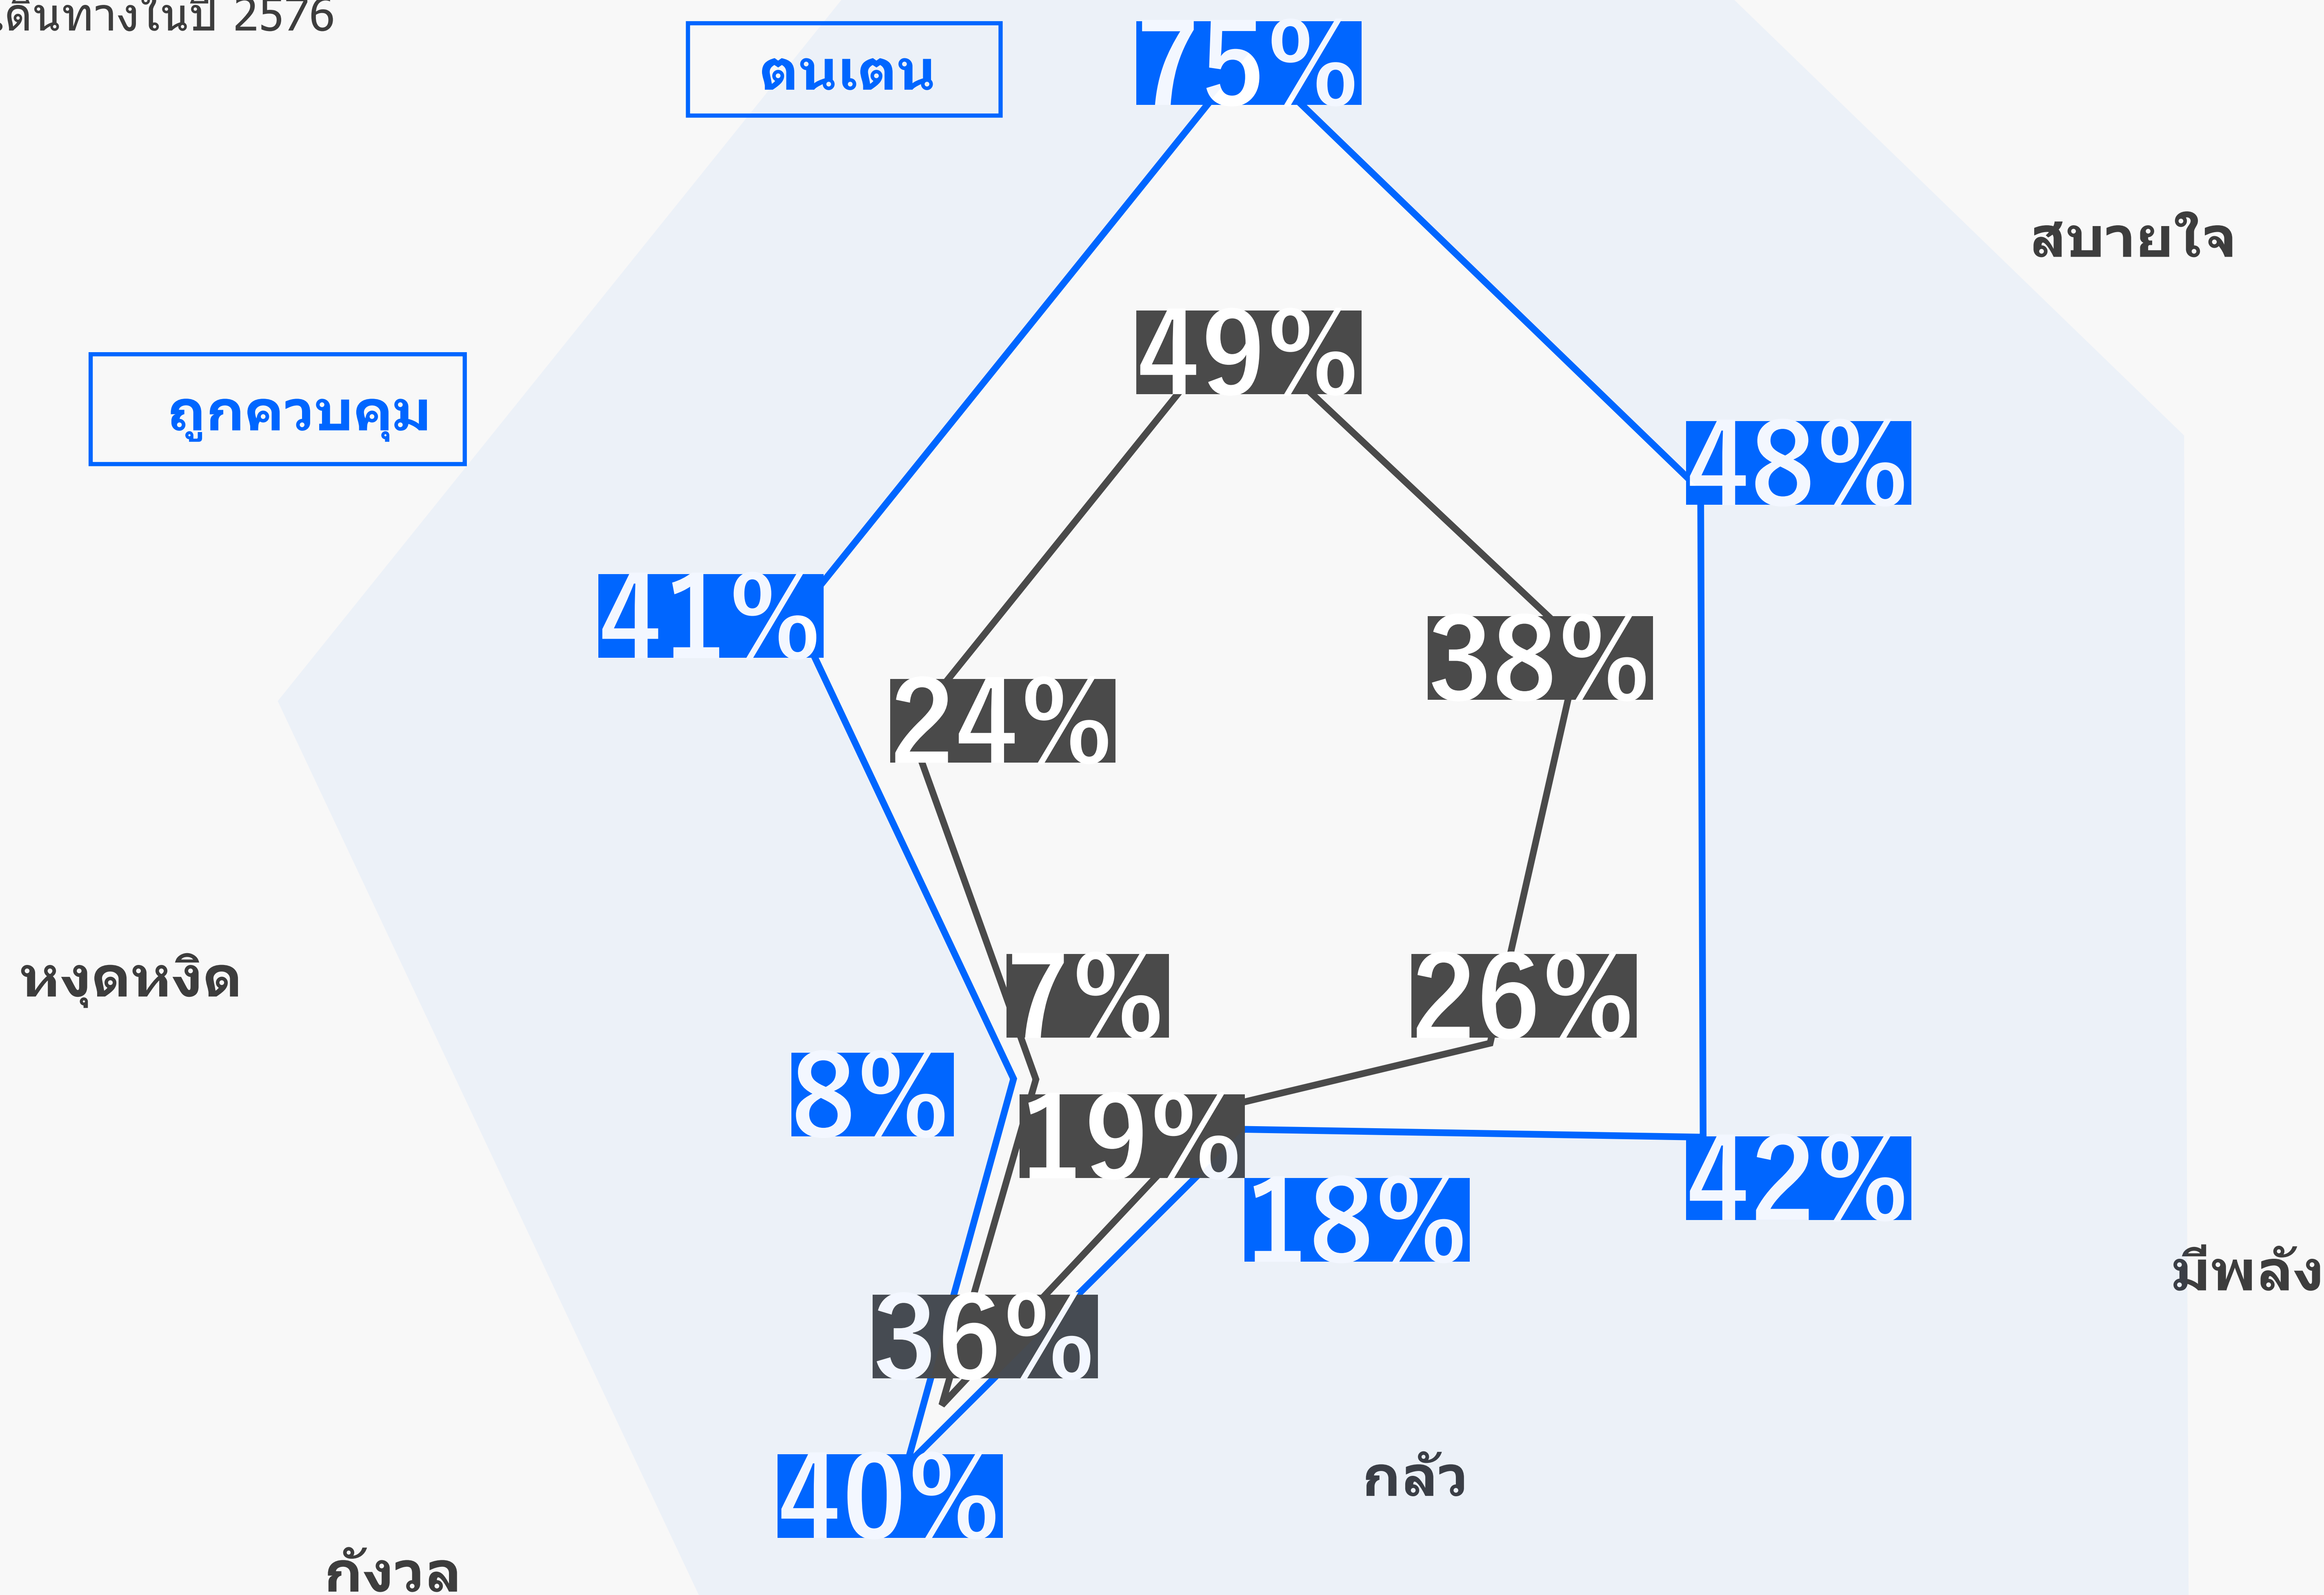 เดินทางในปี 2576
ตนเตน
75%
สบายใจ
49%
ถูกควบคุม
48%
41%
38%
24%
หงุดหงิด
7%
26%
8%
19%
42%
18%
มีพลัง
36%
กลัว
40%
กังวล